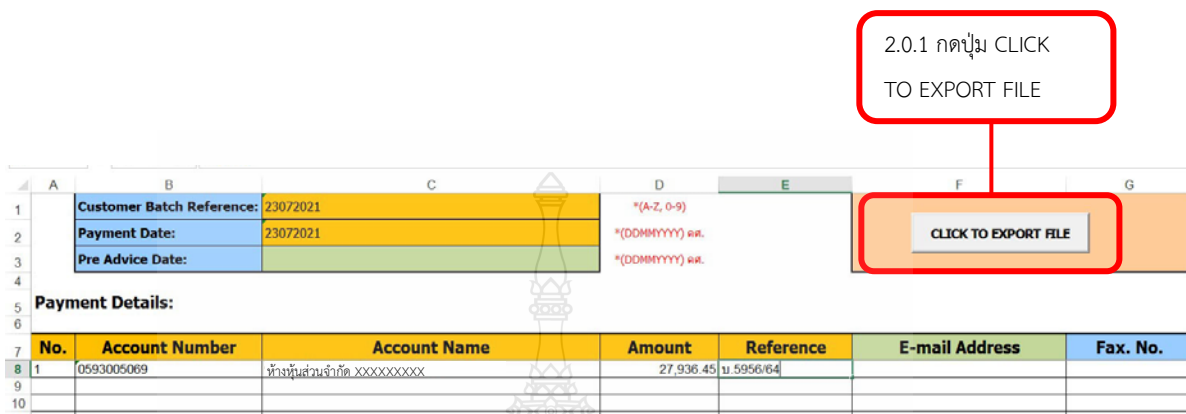 2.0.1 กดปุ่ม CLICK
TO EXPORT FILE
A B C D E F G
1 Customer Batch Reference: 23072021 *(A-Z, 0-9)
2 Payment Date: 23072021 *(DDMMYYYY) คศ. CLICK TO EXPORT FILE
3 Pre Advice Date: *(DDMMYYYY) คศ.
4
5 Payment Details:
6
7 No. Account Number Account Name Amount Reference E-mail Address Fax. No.
8 1 0593005069 ห้างหุ้นส่วนจำกัด XXXXXXXXX 27,936.45 บ.5956/64
9
10